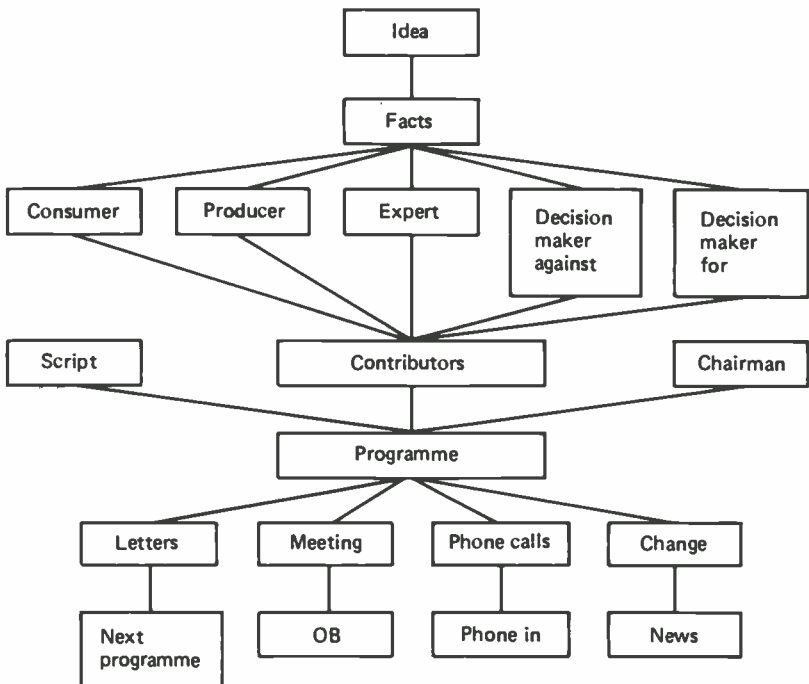 Idea
Facts
Consumer
Producer
Expert
Decision
maker
against
Decision
maker
for
Script
Contributors
Chairman
Programme
Letters
Meeting
Phone calls
Change
Next
programme
OB
Phone in
News